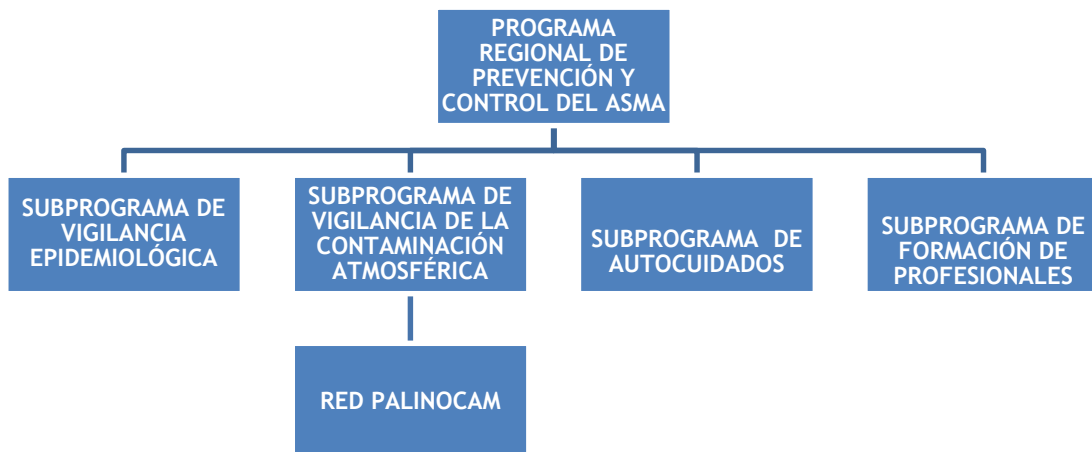 PROGRAMA
REGIONAL DE
PREVENCIÓN Y
CONTROL DEL ASMA
SUBPROGRAMA DE
VIGILANCIA
EPIDEMIOLÓGICA
SUBPROGRAMA DE
VIGILANCIA DE LA
CONTAMINACIÓN
ATMOSFÉRICA
SUBPROGRAMA DE
AUTOCUIDADOS
SUBPROGRAMA DE
FORMACIÓN DE
PROFESIONALES
RED PALINOCAM